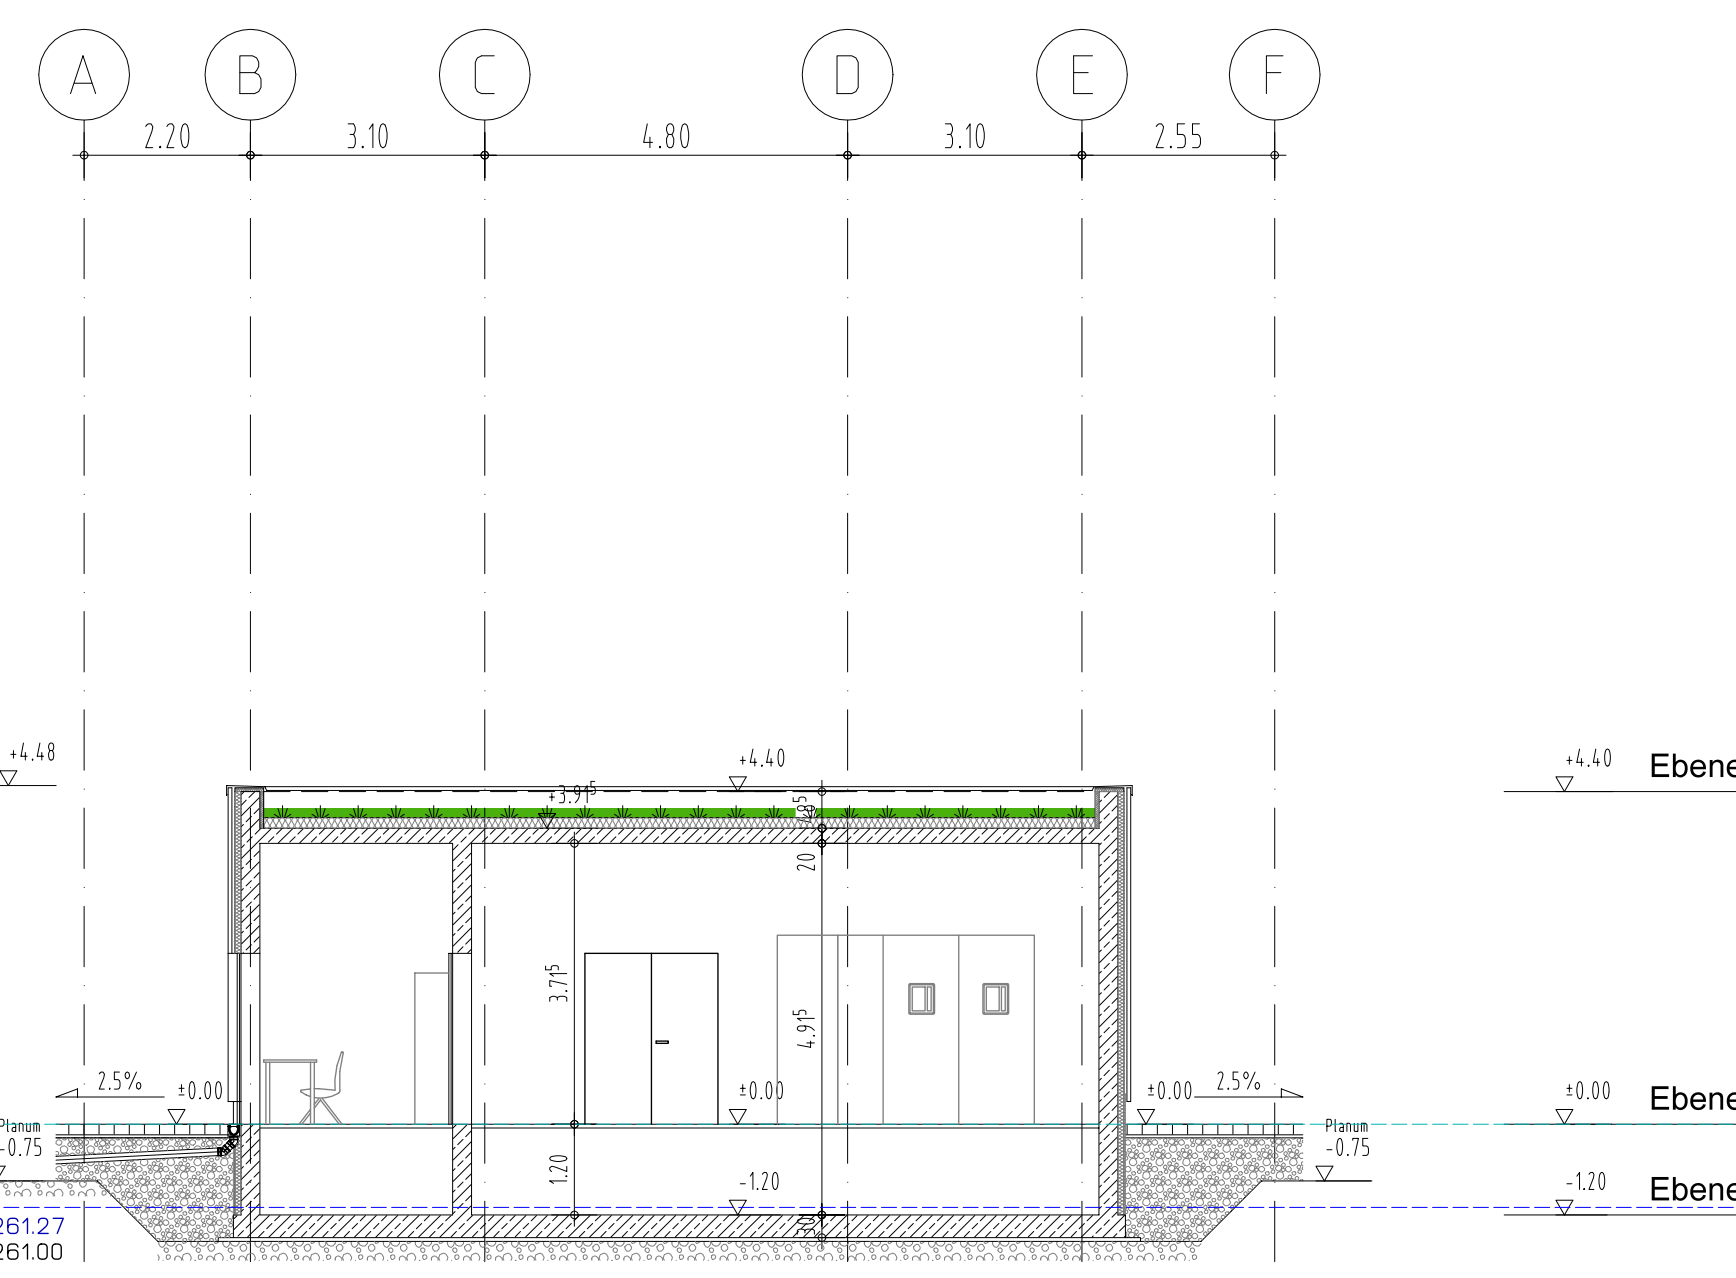 A B C D E F
2.20 3.10 4.80 3.10 2.55
+4.48 +4.40 +4.40 Ebene
+3.91⁵
20
3.71⁵
4.91⁵
2.5% ±0.00 ±0.00 ±0.00 2.5% ±0.00 Ebene
Planum Planum
-0.75 -0.75
1.20 -1.20 -1.20 Ebene
30
261.27
261.00